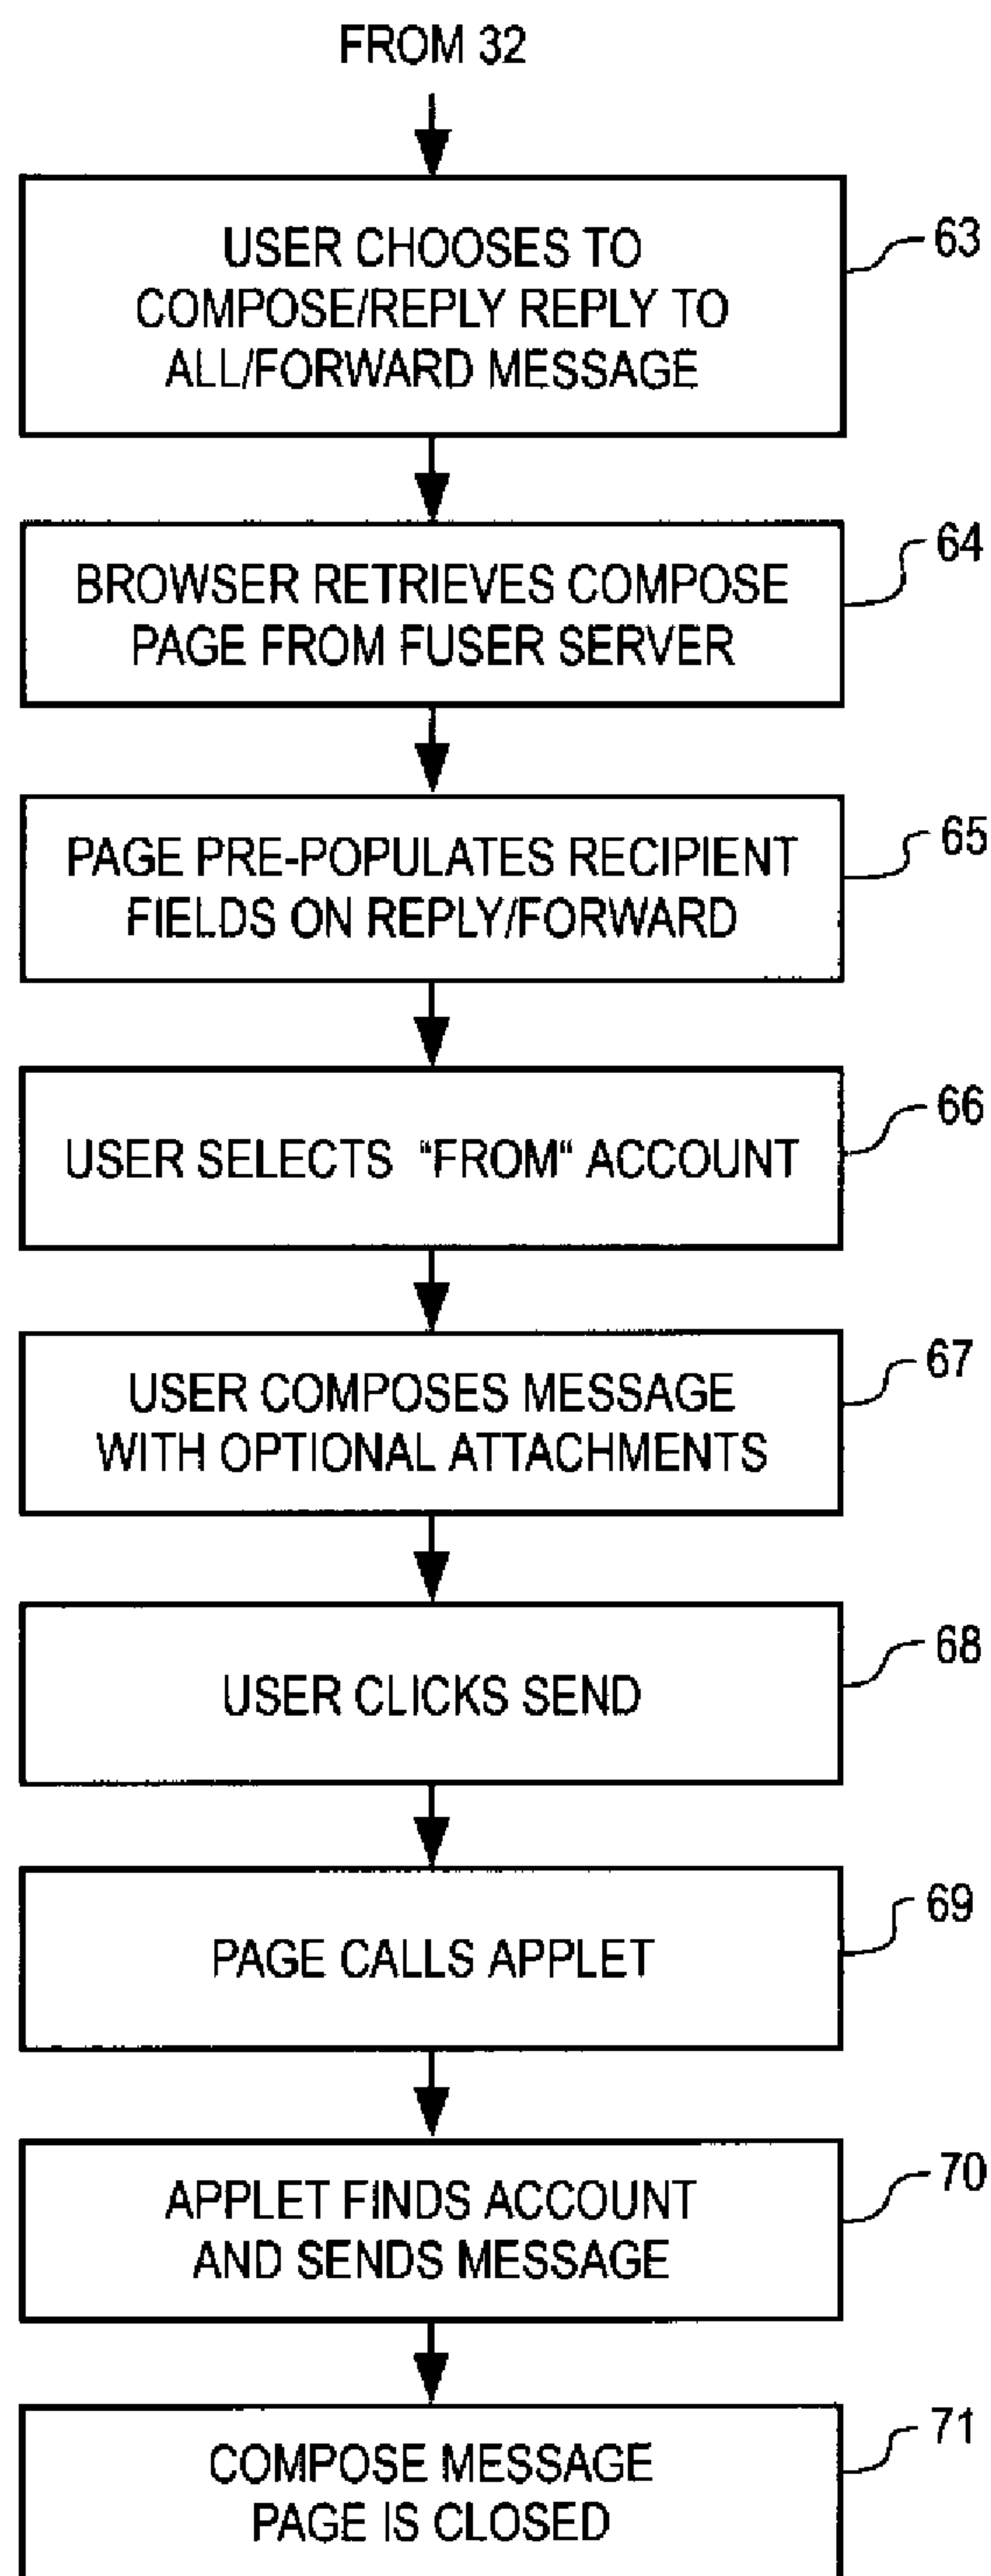 FROM 32
USER CHOOSES TO
COMPOSE/REPLY REPLY TO
ALL/FORWARD MESSAGE
63
BROWSER RETRIEVES COMPOSE
PAGE FROM FUSER SERVER
64
PAGE PRE-POPULATES RECIPIENT
FIELDS ON REPLY/FORWARD
65
USER SELECTS "FROM" ACCOUNT
66
USER COMPOSES MESSAGE
WITH OPTIONAL ATTACHMENTS
67
USER CLICKS SEND
68
PAGE CALLS APPLET
69
APPLET FINDS ACCOUNT
AND SENDS MESSAGE
70
COMPOSE MESSAGE
PAGE IS CLOSED
71